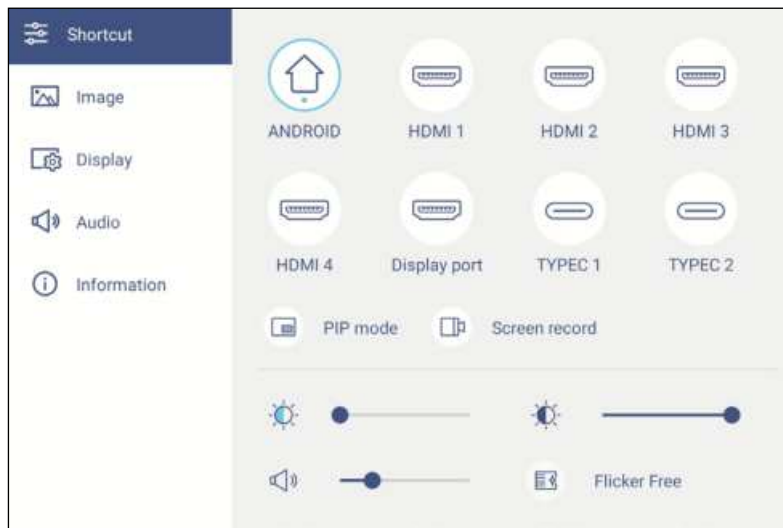 Shortcut
Image
Display
Audio
Information
ANDROID HDMI 1 HDMI 2 HDMI 3
HDMI 4 Display port TYPEC 1 TYPEC 2
PIP mode Screen record
Flicker Free